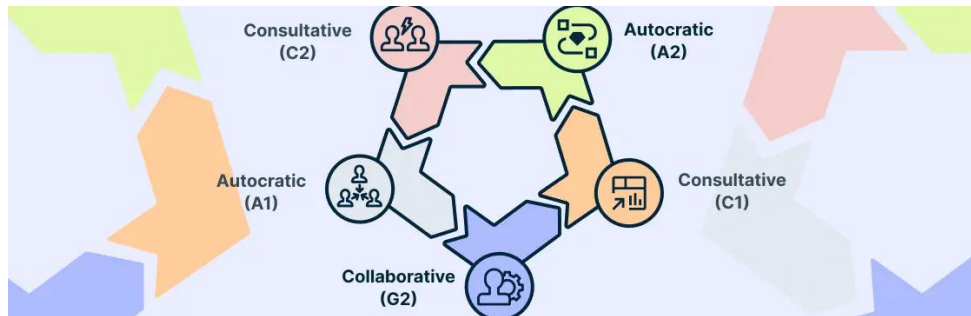 Consultative
(C2)
Autocratic
(A2)
Autocratic
(A1)
Consultative
(C1)
Collaborative
(G2)